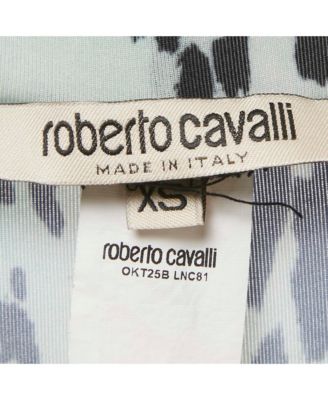 roberto cavalli
MADE IN ITALY
XS
roberto cavalli
OKT25B LNC81